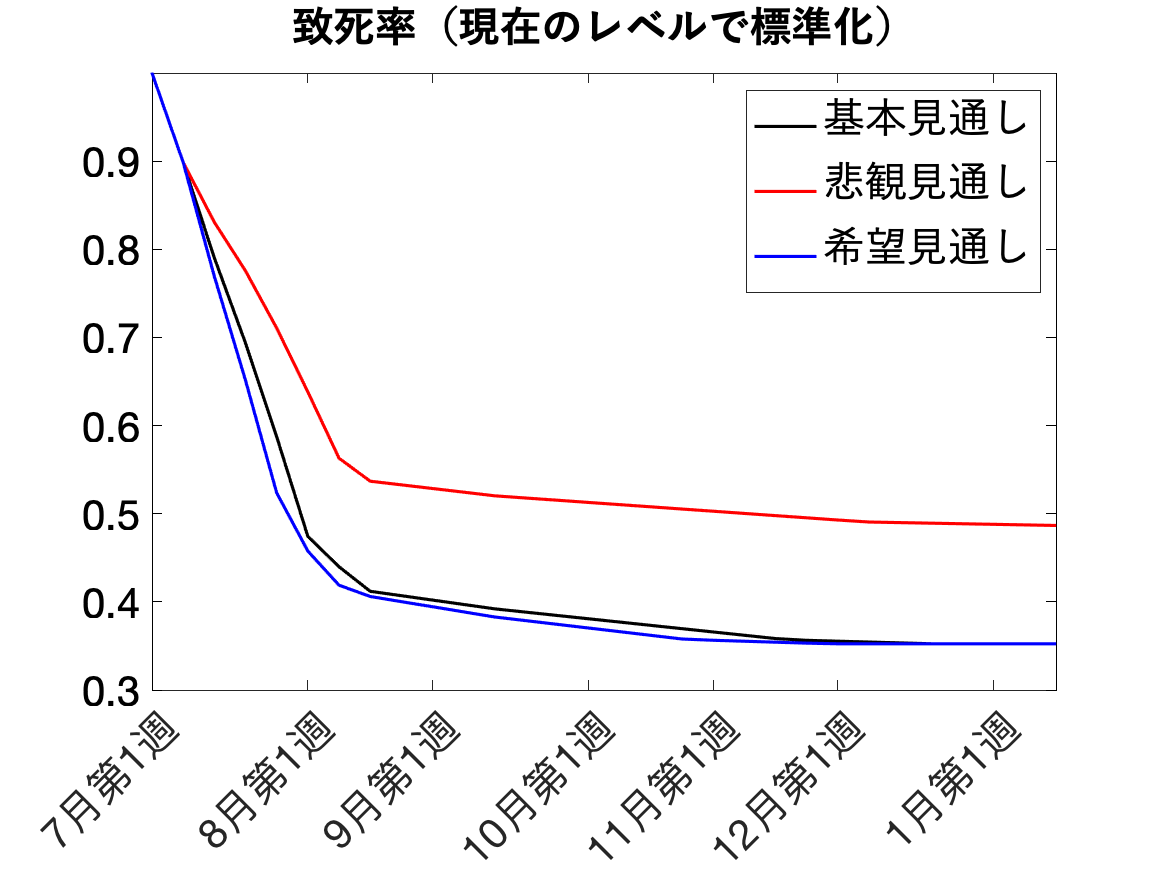 致死率（現在のレベルで標準化）
基本見通し
悲観見通し
希望見通し
0.9
0.8
0.7
0.6
0.5
0.4
0.3
7月第1週
8月第1週
9月第1週
10月第1週
11月第1週
12月第1週
1月第1週